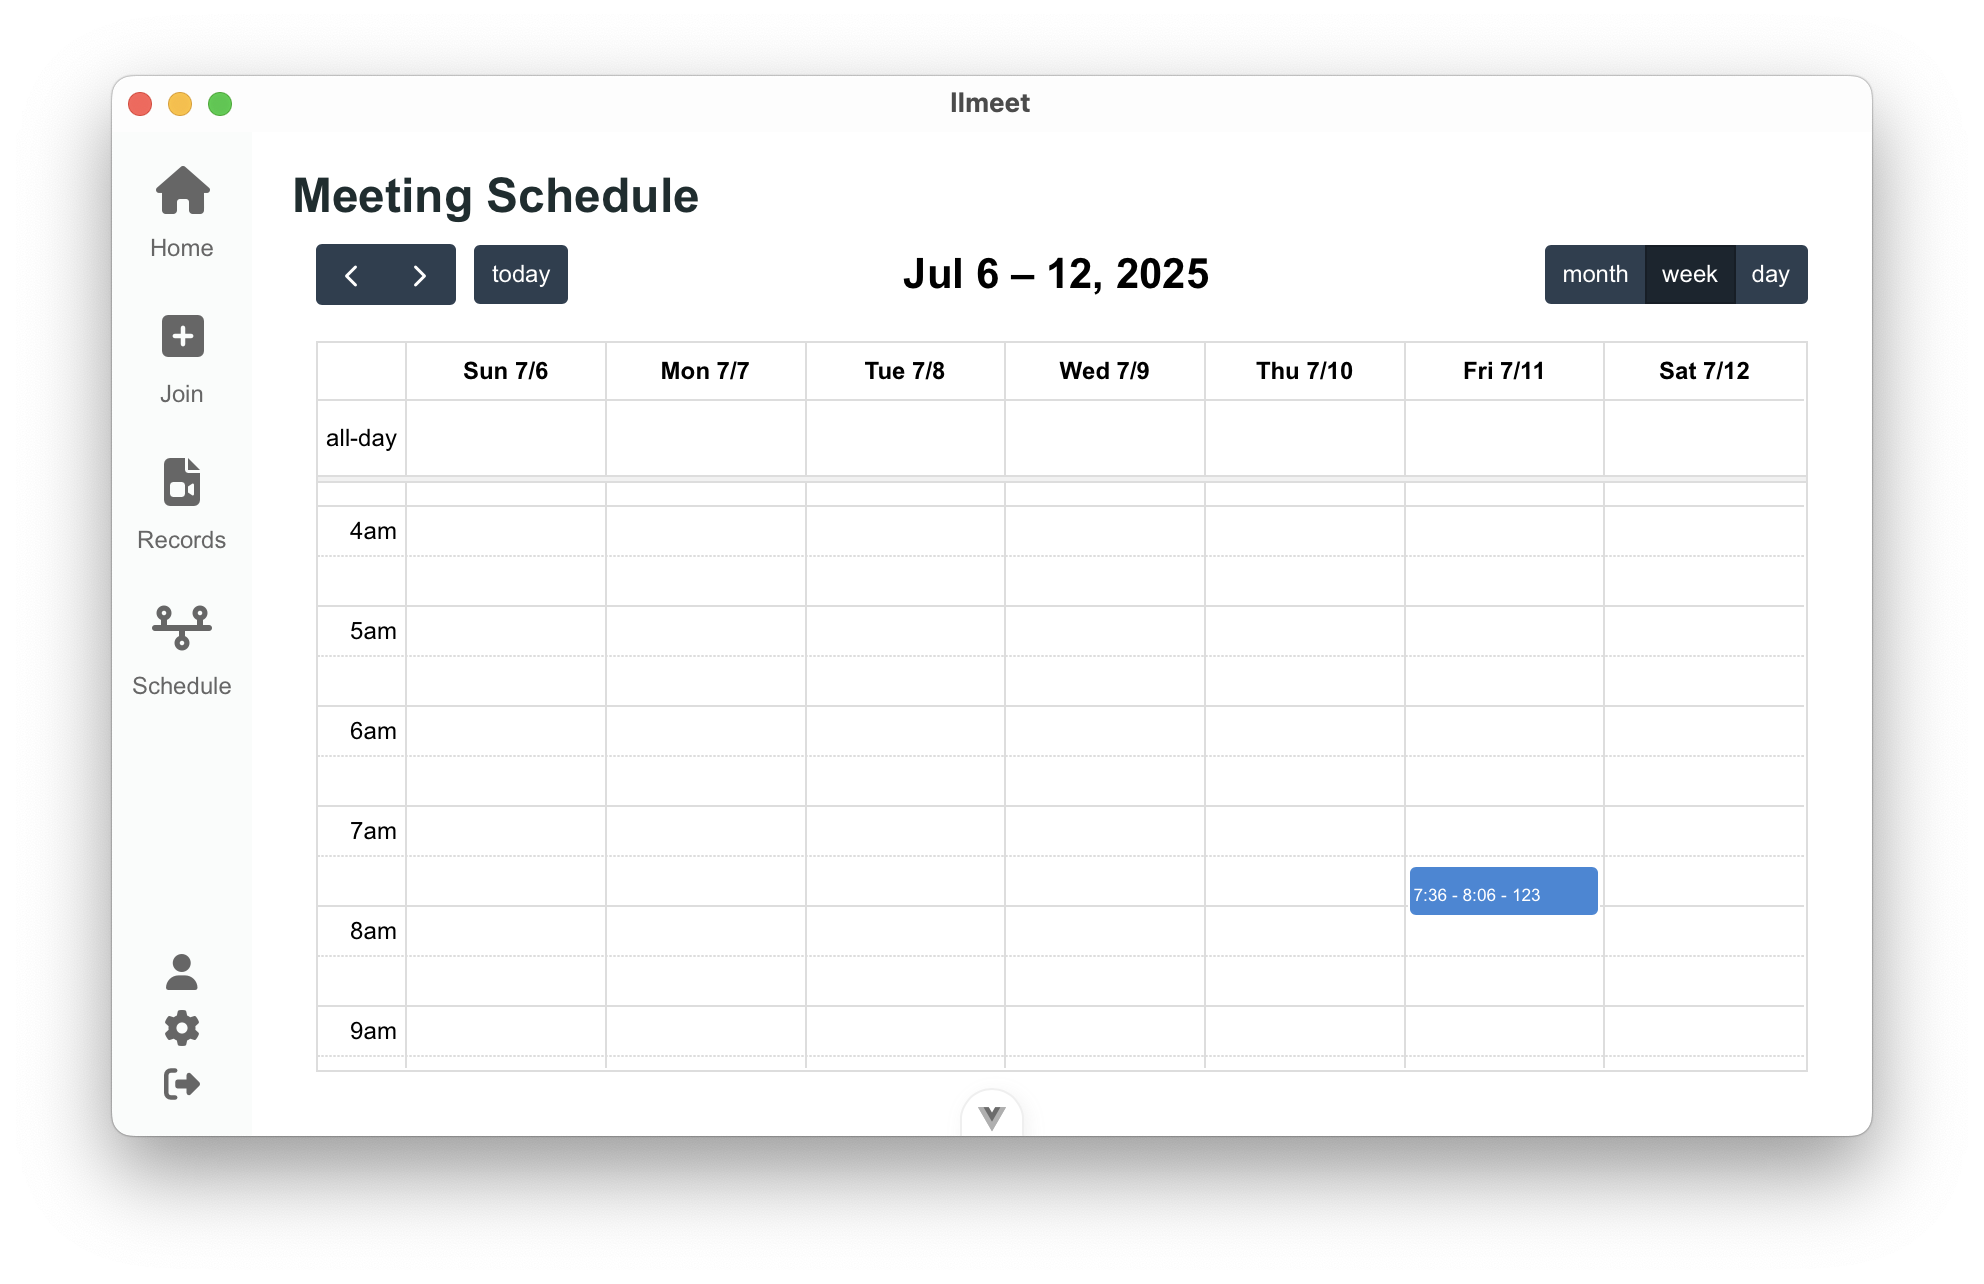 llmeet
Home
Join
Records
Schedule
Meeting Schedule
today
Jul 6 – 12, 2025
month week day
Sun 7/6 Mon 7/7 Tue 7/8 Wed 7/9 Thu 7/10 Fri 7/11 Sat 7/12
all-day
4am
5am
6am
7am
7:36 - 8:06 - 123
8am
9am